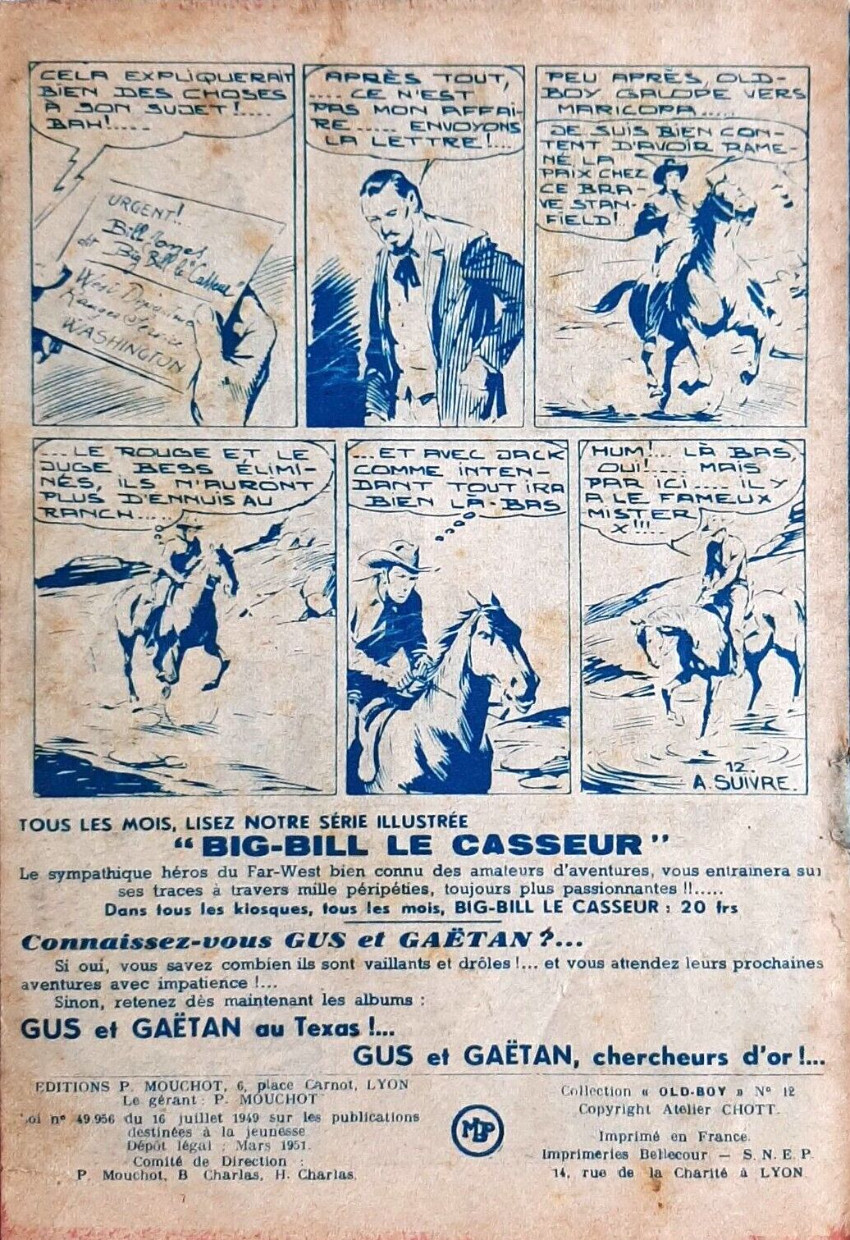 CELA EXPLIQUERAIT
BIEN DES CHOSES
À SON SUJET!....
BAH!....
URGENT!
Bill Jones
dit Big Bill le Casseur
West Division
Rangers Service
WASHINGTON
APRÈS TOUT,
.... CE N'EST
PAS MON AFFAI-
RE ..... ENVOYONS
LA LETTRE!...
PEU APRÈS, OLD-
BOY GALOPE VERS
MARICOPA.....
JE SUIS BIEN CON-
TENT D'AVOIR RAME-
NÉ LA
PAIX CHEZ
CE BRA-
VE STAN-
FIELD!
...LE ROUGE ET LE
JUGE BESS ÉLIMI-
NÉS, ILS N'AURONT
PLUS D'ENNUIS AU
RANCH....
...ET AVEC JACK
COMME INTEN-
DANT TOUT IRA
BIEN LÀ-BAS
HUM!... LÀ BAS,
OUI!.... MAIS
PAR ICI.... IL Y
A LE FAMEUX
MISTER
X!!!..
12.
A. SUIVRE.
TOUS LES MOIS, LISEZ NOTRE SÉRIE ILLUSTRÉE
"BIG-BILL LE CASSEUR"
Le sympathique héros du Far-West bien connu des amateurs d'aventures, vous entrainera sur
ses traces à travers mille péripéties, toujours plus passionnantes !!.....
Dans tous les kiosques, tous les mois, BIG-BILL LE CASSEUR : 20 frs
Connaissez-vous GUS et GAËTAN ?...
Si oui, vous savez combien ils sont vaillants et drôles !... et vous attendez leurs prochaines
aventures avec impatience !...
Sinon, retenez dès maintenant les albums :
GUS et GAËTAN au Texas !...
GUS et GAËTAN, chercheurs d'or !...
EDITIONS P. MOUCHOT, 6, place Carnot, LYON
Le gérant : P. MOUCHOT
Loi n° 49.956 du 16 juillet 1949 sur les publications
destinées à la jeunesse
Dépôt légal : Mars 1951.
Comité de Direction :
P. Mouchot, B. Charlas, H. Charlas.
Collection « OLD-BOY » N° 12
Copyright Atelier CHOTT.
Imprimé en France.
Imprimeries Bellecour — S. N. E. P.
14, rue de la Charité à LYON